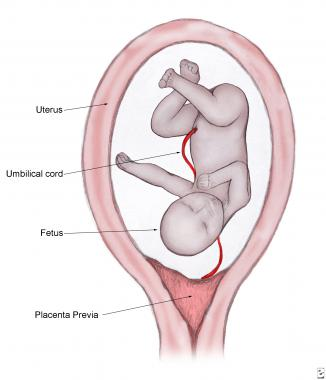 Uterus
Umbilical cord
Fetus
Placenta Previa